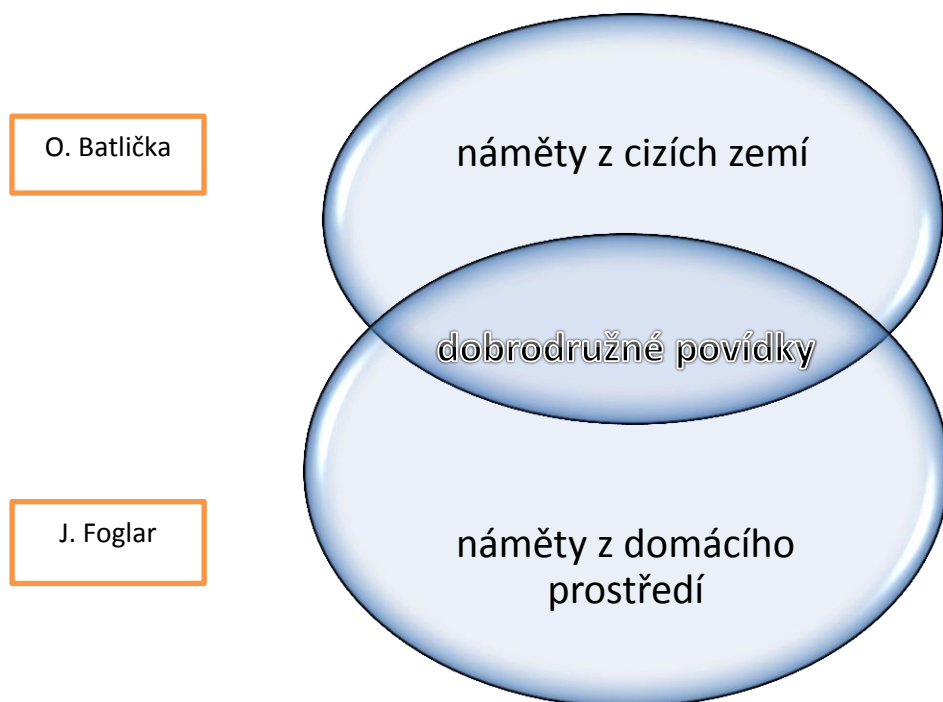 O. Batlička
náměty z cizích zemí
dobrodružné povídky
J. Foglar
náměty z domácího
prostředí